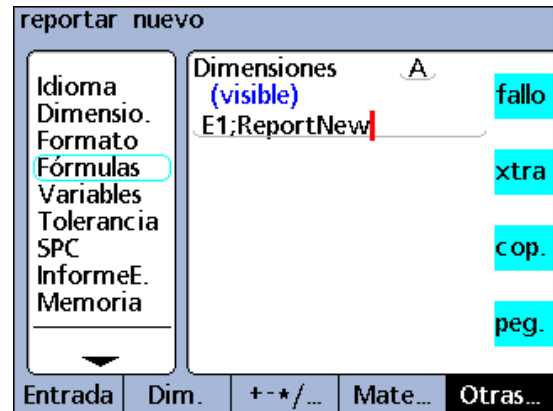 reportar nuevo
Idioma
Dimensio.
Formato
Fórmulas
Variables
Tolerancia
SPC
InformeE.
Memoria
Dimensiones A
(visible)
E1;ReportNew
fallo
xtra
cop.
peg.
Entrada Dim. +-*/... Mate... Otras...